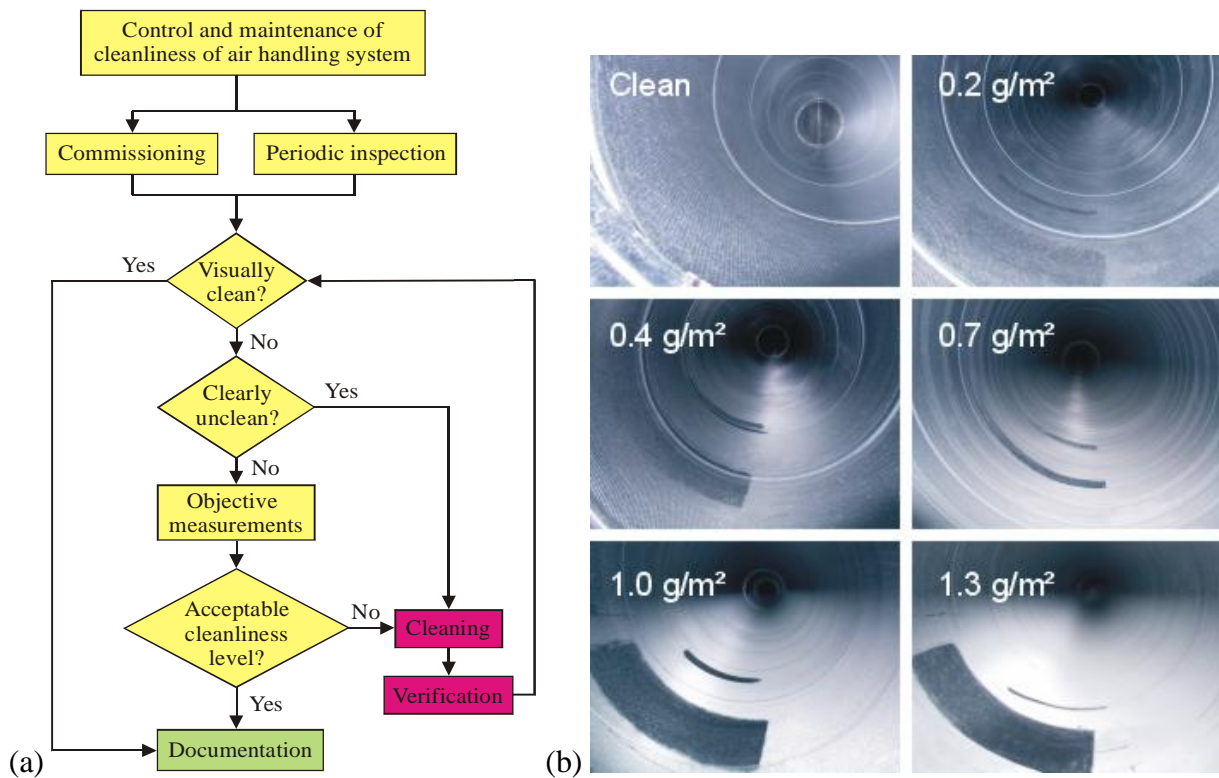 Control and maintenance of
cleanliness of air handling system
Commissioning
Periodic inspection
Yes
Visually
clean?
No
Clearly
unclean?
Yes
No
Objective
measurements
Acceptable
cleanliness
level?
No
Cleaning
Verification
Yes
Documentation
(a)
Clean
0.2 g/m²
0.4 g/m²
0.7 g/m²
1.0 g/m²
1.3 g/m²
(b)